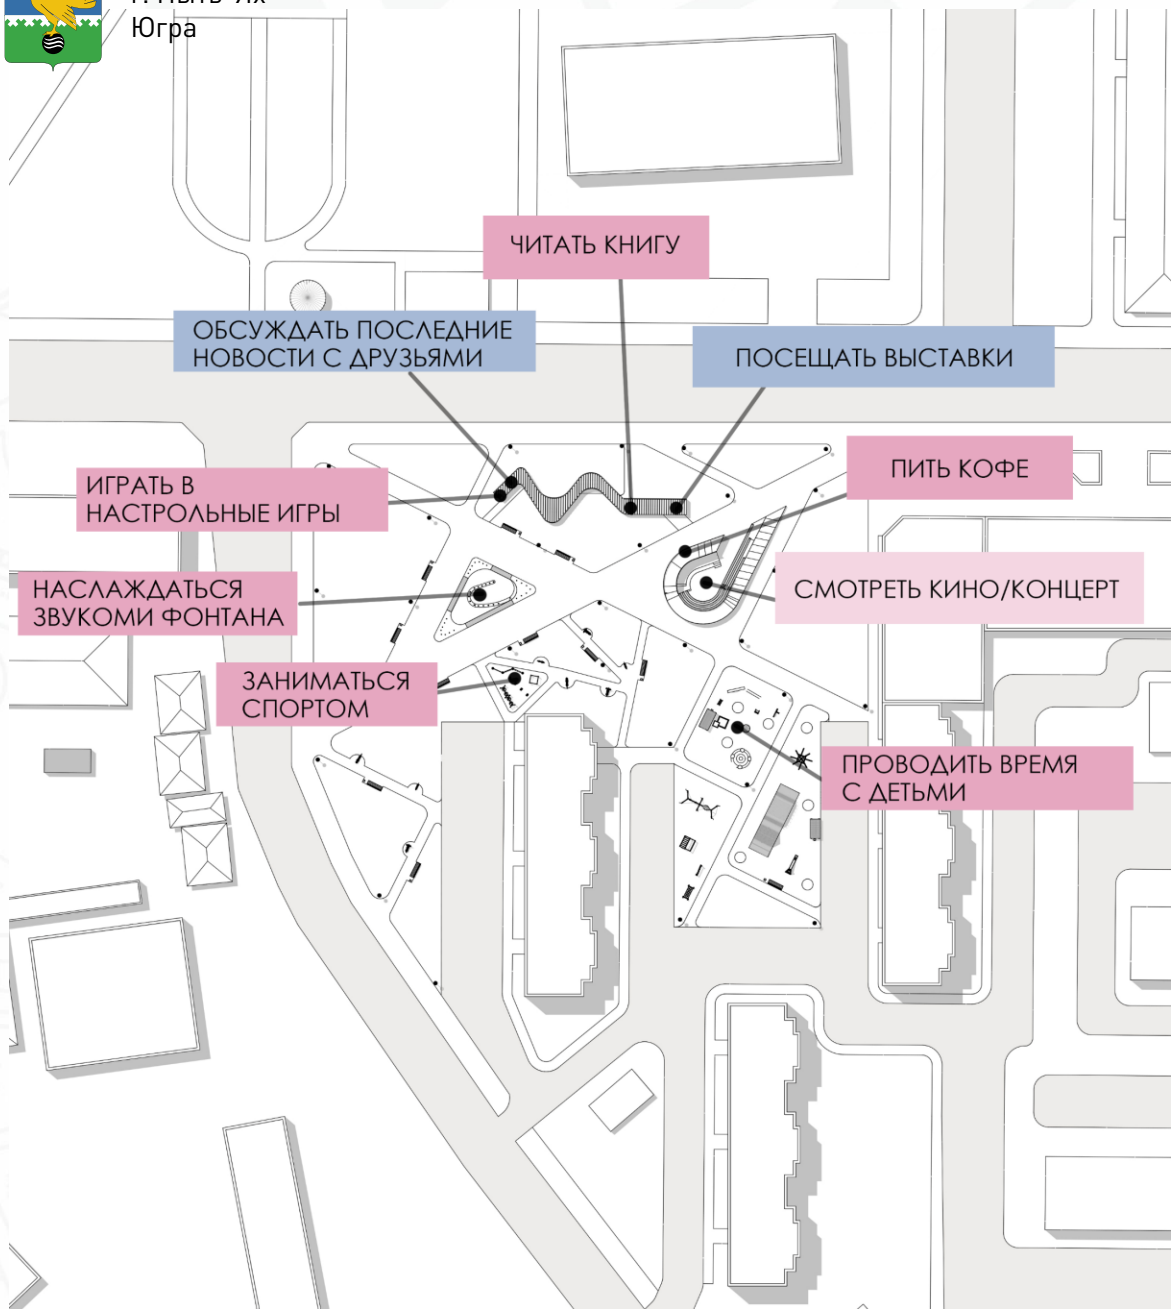 Югра
ЧИТАТЬ КНИГУ
ОБСУЖДАТЬ ПОСЛЕДНИЕ
НОВОСТИ С ДРУЗЬЯМИ
ПОСЕЩАТЬ ВЫСТАВКИ
ПИТЬ КОФЕ
ИГРАТЬ В
НАСТРОЛЬНЫЕ ИГРЫ
НАСЛАЖДАТЬСЯ
ЗВУКОМИ ФОНТАНА
СМОТРЕТЬ КИНО/КОНЦЕРТ
ЗАНИМАТЬСЯ
СПОРТОМ
ПРОВОДИТЬ ВРЕМЯ
С ДЕТЬМИ